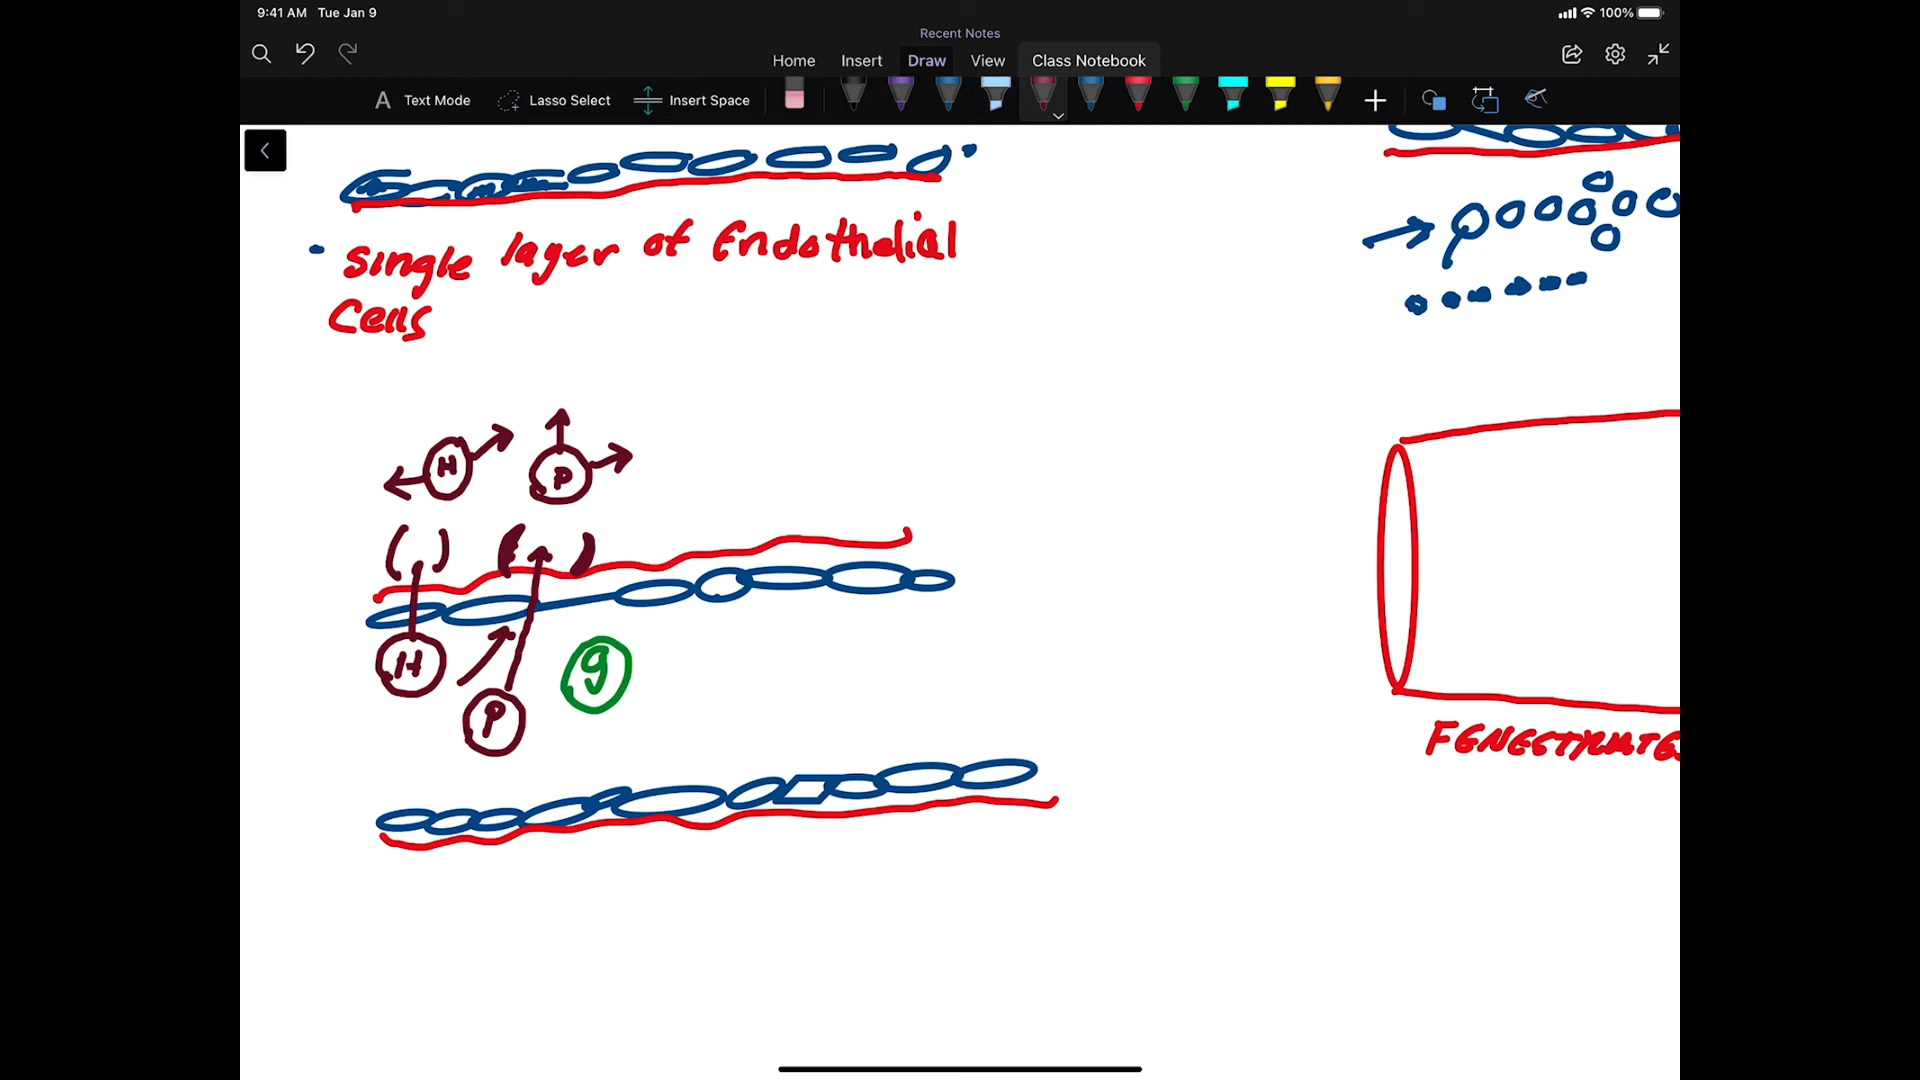 9:41 AM Tue Jan 9
100%
Recent Notes
Home Insert Draw View Class Notebook
Text Mode Lasso Select Insert Space
• single layer of Endothelial
Cells
H P
H
P
g